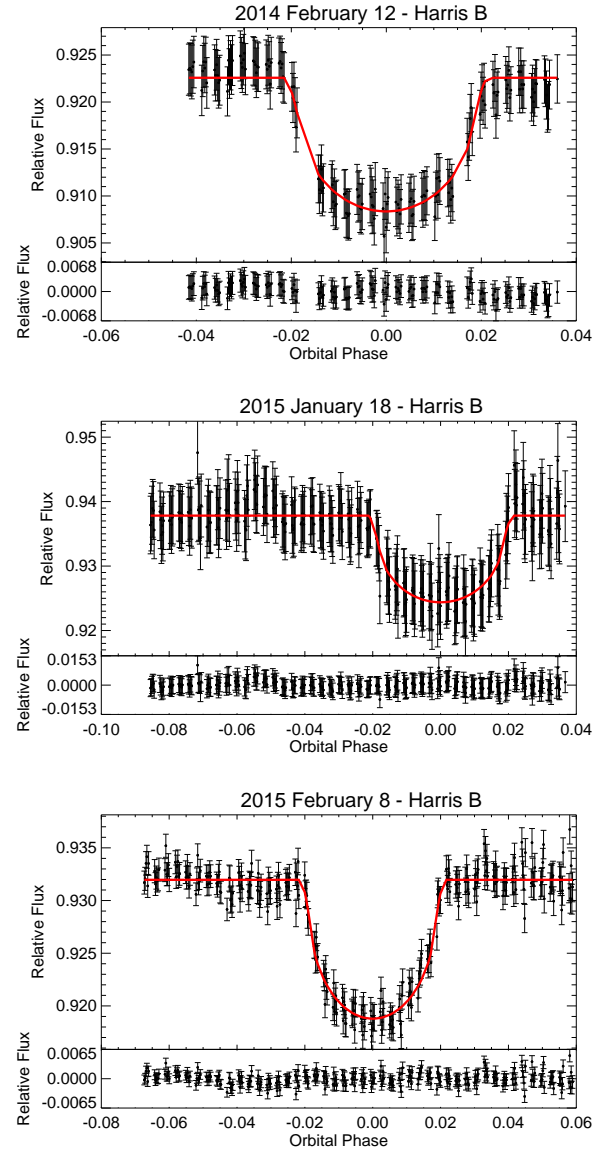 2014 February 12 - Harris B
0.925
0.920
0.915
0.910
0.905
Relative Flux
0.0068
0.0000
-0.0068
Relative Flux
-0.06 -0.04 -0.02 0.00 0.02 0.04
Orbital Phase
2015 January 18 - Harris B
0.95
0.94
0.93
0.92
Relative Flux
0.0153
0.0000
-0.0153
Relative Flux
-0.10 -0.08 -0.06 -0.04 -0.02 0.00 0.02 0.04
Orbital Phase
2015 February 8 - Harris B
0.935
0.930
0.925
0.920
Relative Flux
0.0065
0.0000
-0.0065
Relative Flux
-0.08 -0.06 -0.04 -0.02 0.00 0.02 0.04 0.06
Orbital Phase